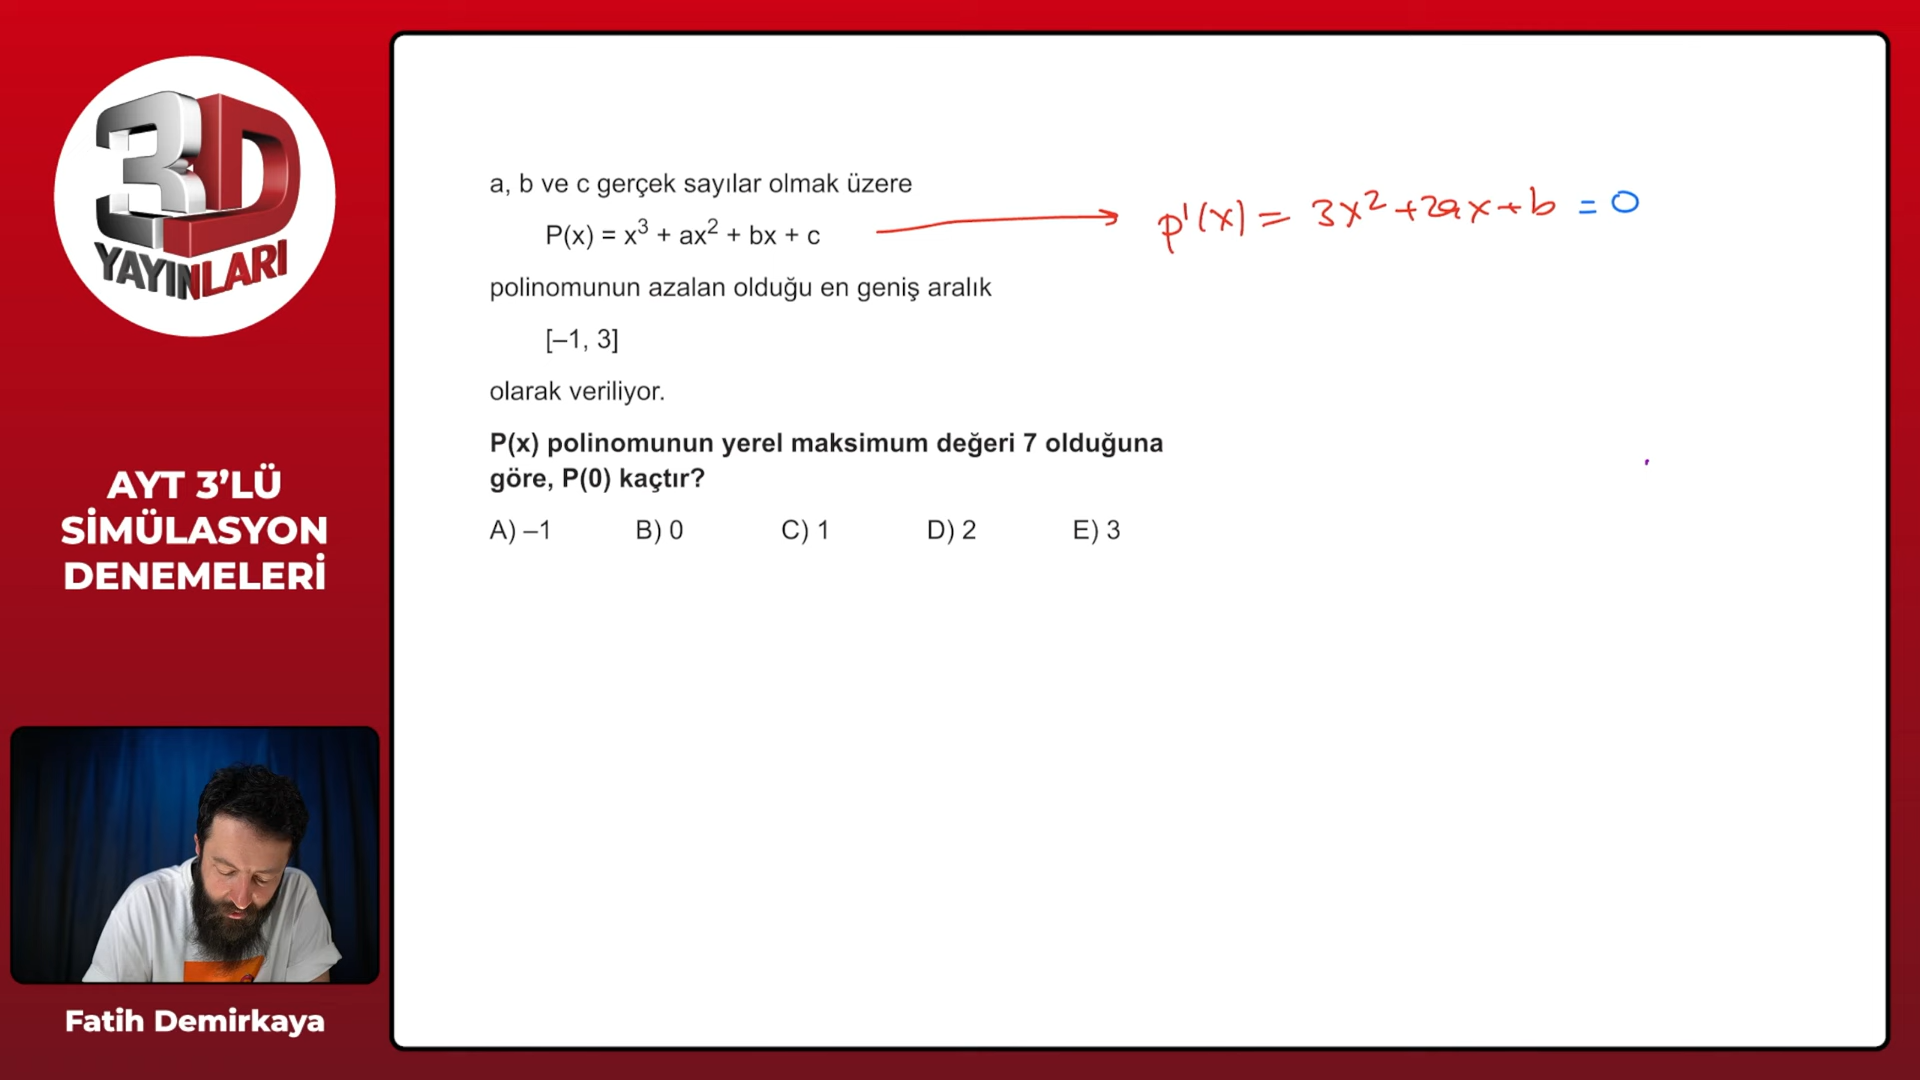 3D
YAYINLARI
AYT 3’LÜ
SİMÜLASYON
DENEMELERİ
Fatih Demirkaya
a, b ve c gerçek sayılar olmak üzere
P(x) = x³ + ax² + bx + c
p'(x) = 3x² + 2ax + b = 0
polinomunun azalan olduğu en geniş aralık
[–1, 3]
olarak veriliyor.
P(x) polinomunun yerel maksimum değeri 7 olduğuna
göre, P(0) kaçtır?
A) –1 B) 0 C) 1 D) 2 E) 3